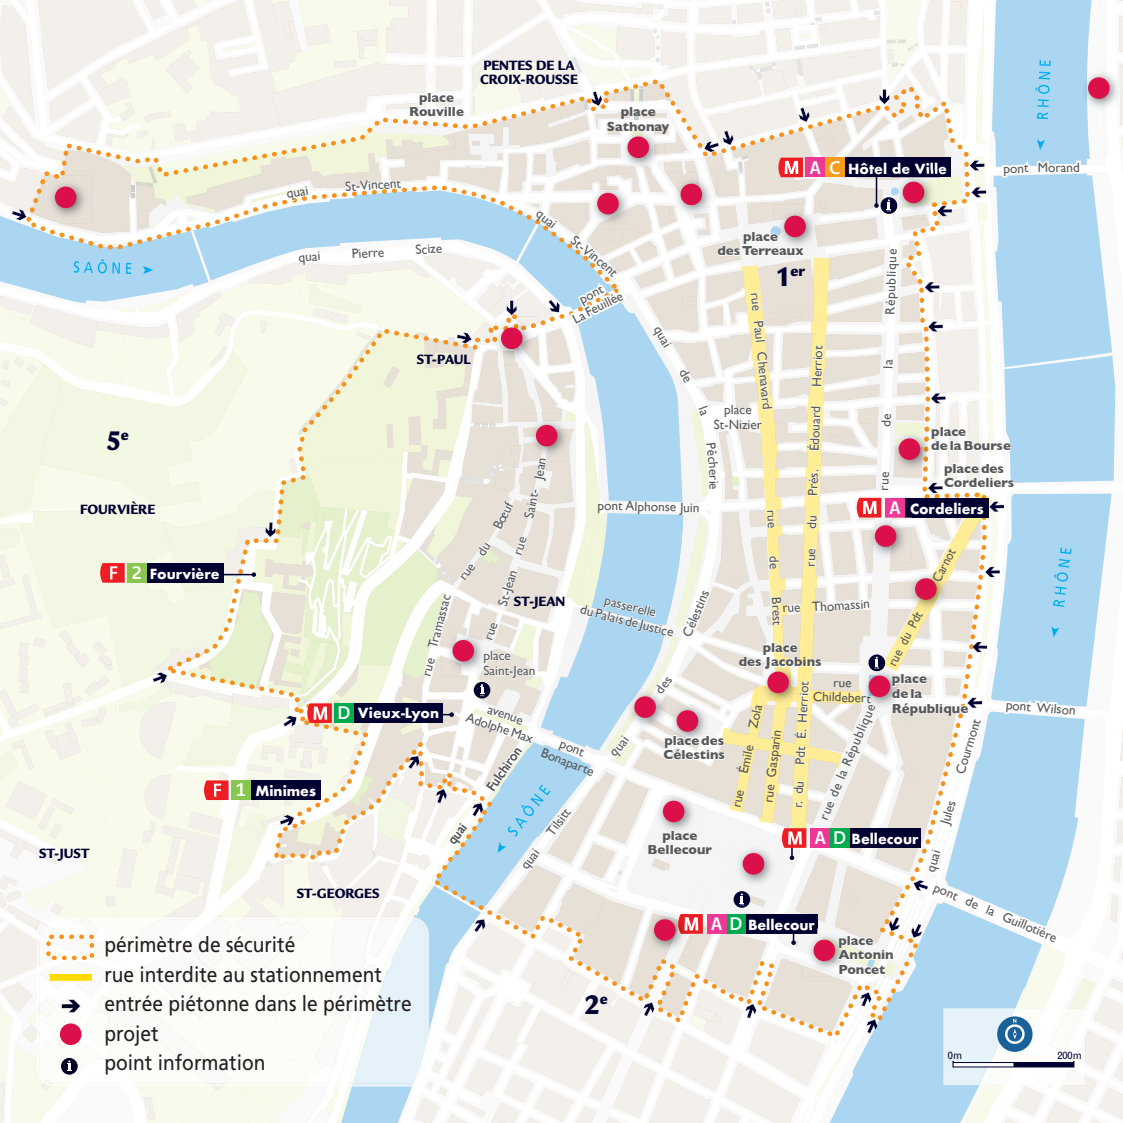 PENTES DE LA
CROIX-ROUSSE
place
Rouville
place
Sathonay
RHÔNE
M A C Hôtel de Ville
pont Morand
quai St-Vincent
quai St-Vincent
SAÔNE
quai Pierre Scize
place
des Terreaux
1er
pont
La Feuillée
ST-PAUL
rue Paul Chenavard
rue du Prés. Édouard Herriot
rue de la République
quai de la Pêcherie
place
St-Nizier
place
de la Bourse
place des
Cordeliers
M A Cordeliers
5e
FOURVIÈRE
F 2 Fourvière
rue du Bœuf
rue Saint-Jean
pont Alphonse Juin
rue de Brest
Carnot
rue du Pdt
RHÔNE
ST-JEAN
rue St-Jean
rue Tramassac
passerelle
du Palais de Justice
rue Thomassin
quai des Célestins
place
Saint-Jean
place
des Jacobins
rue
Childebert
place
de la
République
pont Wilson
M D Vieux-Lyon
avenue
Adolphe Max
pont
Bonaparte
place des
Célestins
rue Émile Zola
rue Gasparin
r. du Pdt É. Herriot
rue de la République
quai Jules Courmont
F 1 Minimes
quai Fulchiron
SAÔNE
quai Tilsitt
place
Bellecour
M A D Bellecour
ST-JUST
ST-GEORGES
M A D Bellecour
pont de la Guillotière
place
Antonin
Poncet
2e
périmètre de sécurité
rue interdite au stationnement
entrée piétonne dans le périmètre
projet
i point information
N
0m 200m